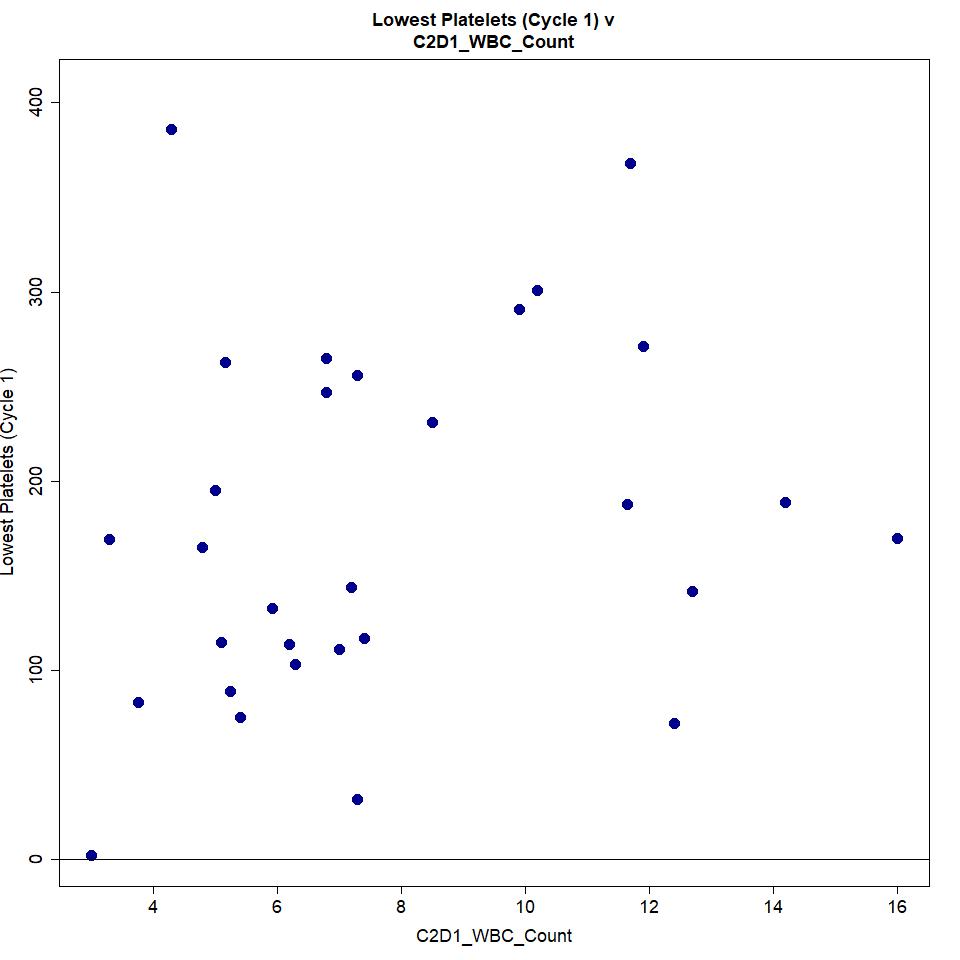 Lowest Platelets (Cycle 1) v
C2D1_WBC_Count
400
300
200
100
0
Lowest Platelets (Cycle 1)
4 6 8 10 12 14 16
C2D1_WBC_Count